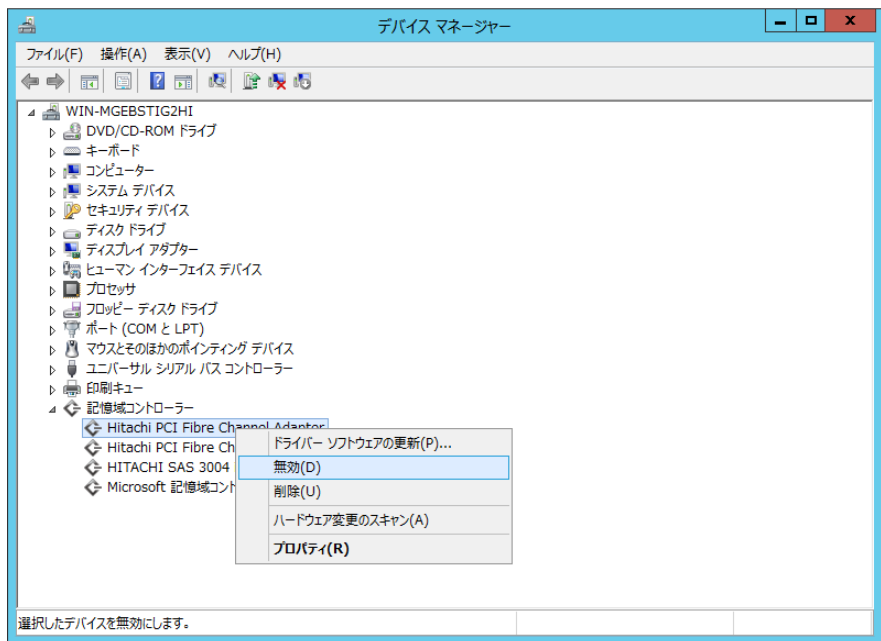 デバイス マネージャー
ファイル(F) 操作(A) 表示(V) ヘルプ(H)
WIN-MGEBSTIG2HI
DVD/CD-ROM ドライブ
キーボード
コンピューター
システム デバイス
セキュリティ デバイス
ディスク ドライブ
ディスプレイ アダプター
ヒューマン インターフェイス デバイス
プロセッサ
フロッピー ディスク ドライブ
ポート (COM と LPT)
マウスとそのほかのポインティング デバイス
ユニバーサル シリアル バス コントローラー
印刷キュー
記憶域コントローラー
Hitachi PCI Fibre Channel Adapter
Hitachi PCI Fibre Ch
HITACHI SAS 3004
Microsoft 記憶域コント
ドライバー ソフトウェアの更新(P)...
無効(D)
削除(U)
ハードウェア変更のスキャン(A)
プロパティ(R)
選択したデバイスを無効にします。